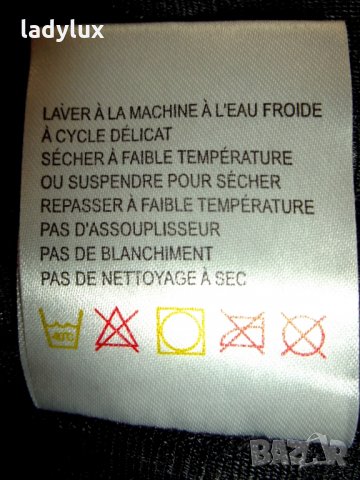 ladylux
LAVER À LA MACHINE À L'EAU FROIDE
À CYCLE DÉLICAT
SÉCHER À FAIBLE TEMPÉRATURE
OU SUSPENDRE POUR SÉCHER
REPASSER À FAIBLE TEMPÉRATURE
PAS D'ASSOUPLISSEUR
PAS DE BLANCHIMENT
PAS DE NETTOYAGE À SEC
BAZAR